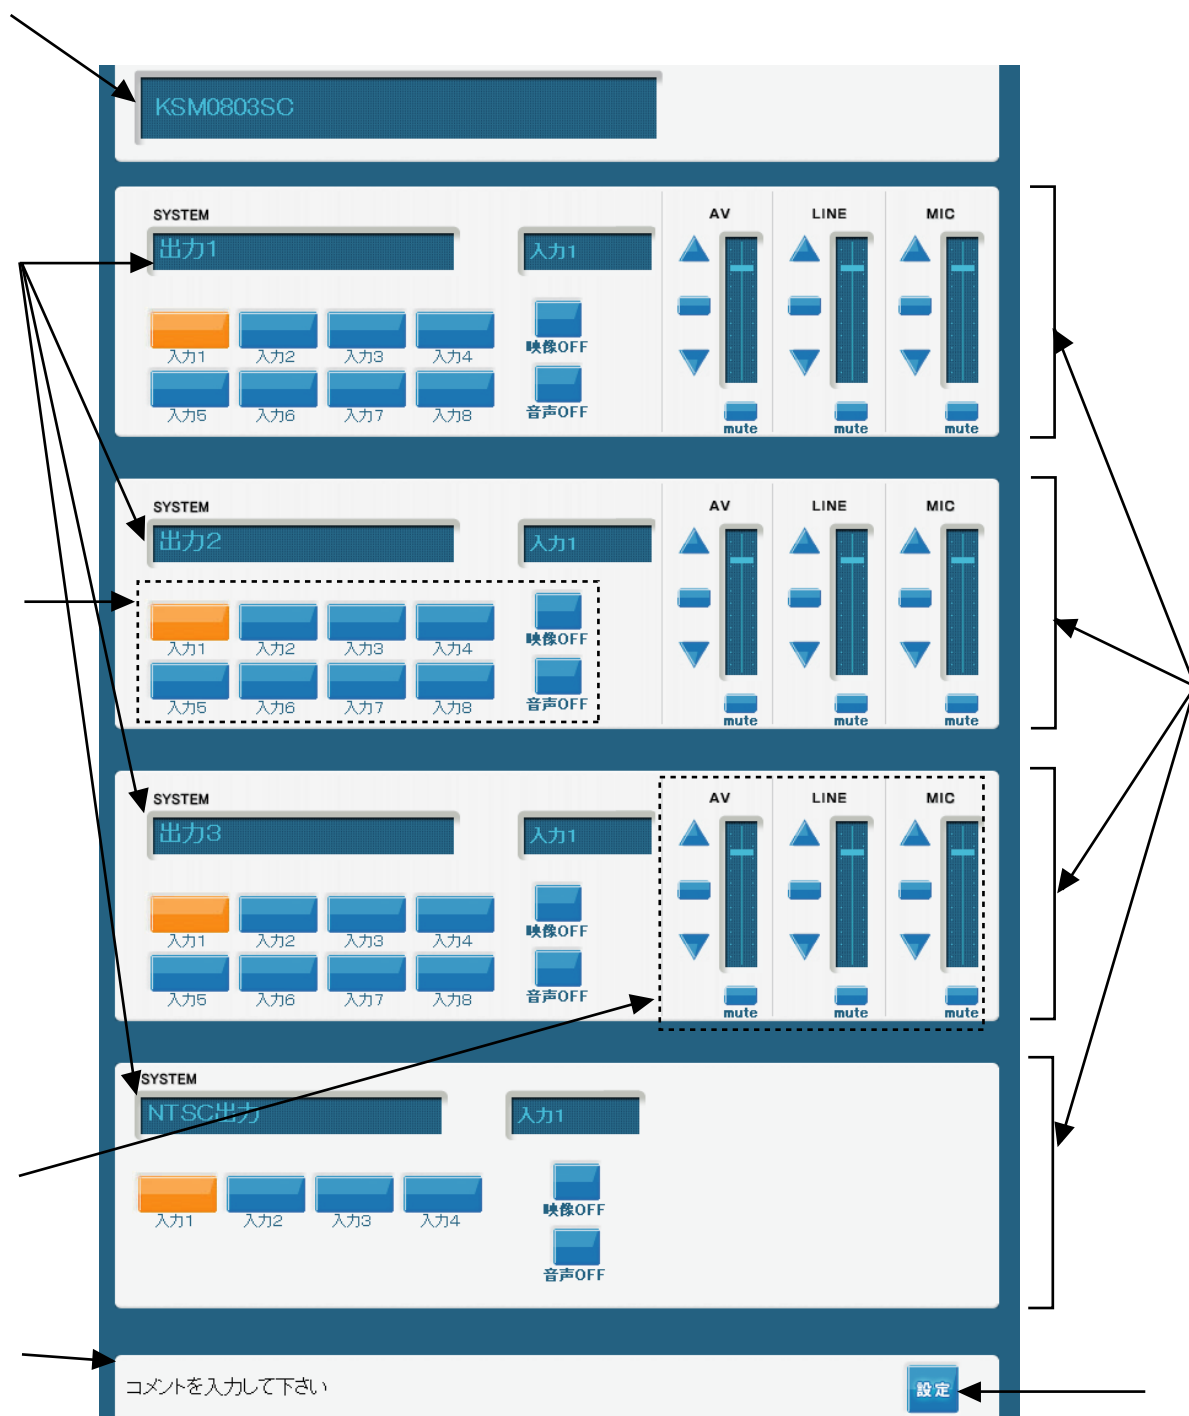 KSM0803SC
SYSTEM AV LINE MIC
出力1 入力1
映像OFF
入力1 入力2 入力3 入力4
音声OFF
入力5 入力6 入力7 入力8
mute mute mute
SYSTEM AV LINE MIC
出力2 入力1
映像OFF
入力1 入力2 入力3 入力4
音声OFF
入力5 入力6 入力7 入力8
mute mute mute
SYSTEM AV LINE MIC
出力3 入力1
映像OFF
入力1 入力2 入力3 入力4
音声OFF
入力5 入力6 入力7 入力8
mute mute mute
SYSTEM
NTSC出力 入力1
映像OFF
入力1 入力2 入力3 入力4
音声OFF
コメントを入力して下さい 設定